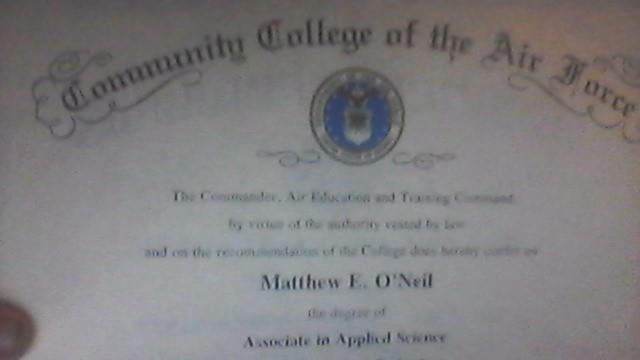 Community College of the Air Force
The Commander, Air Education and Training Command
by virtue of the authority vested by law
and on the recommendation of the College does hereby confer on
Matthew E. O'Neil
the degree of
Associate in Applied Science